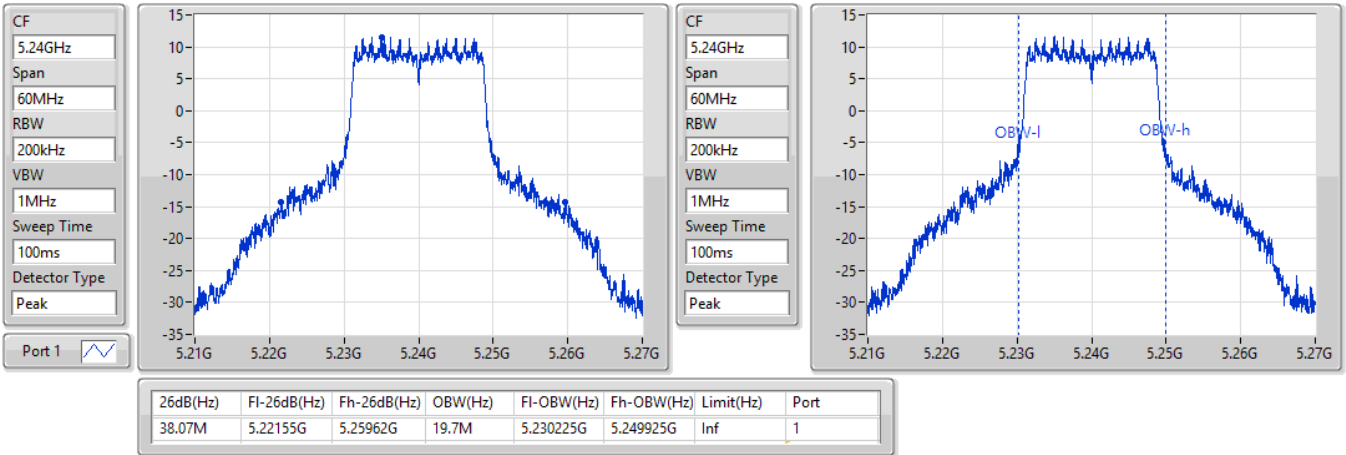 CF
5.24GHz
Span
60MHz
RBW
200kHz
VBW
1MHz
Sweep Time
100ms
Detector Type
Peak
Port 1
15
10
5
0
-5
-10
-15
-20
-25
-30
-35
5.21G 5.22G 5.23G 5.24G 5.25G 5.26G 5.27G
CF
5.24GHz
Span
60MHz
RBW
200kHz
VBW
1MHz
Sweep Time
100ms
Detector Type
Peak
15
10
5
0
-5
-10
-15
-20
-25
-30
-35
OBW-l OBW-h
5.21G 5.22G 5.23G 5.24G 5.25G 5.26G 5.27G
26dB(Hz) Fl-26dB(Hz) Fh-26dB(Hz) OBW(Hz) Fl-OBW(Hz) Fh-OBW(Hz) Limit(Hz) Port
38.07M 5.22155G 5.25962G 19.7M 5.230225G 5.249925G Inf 1